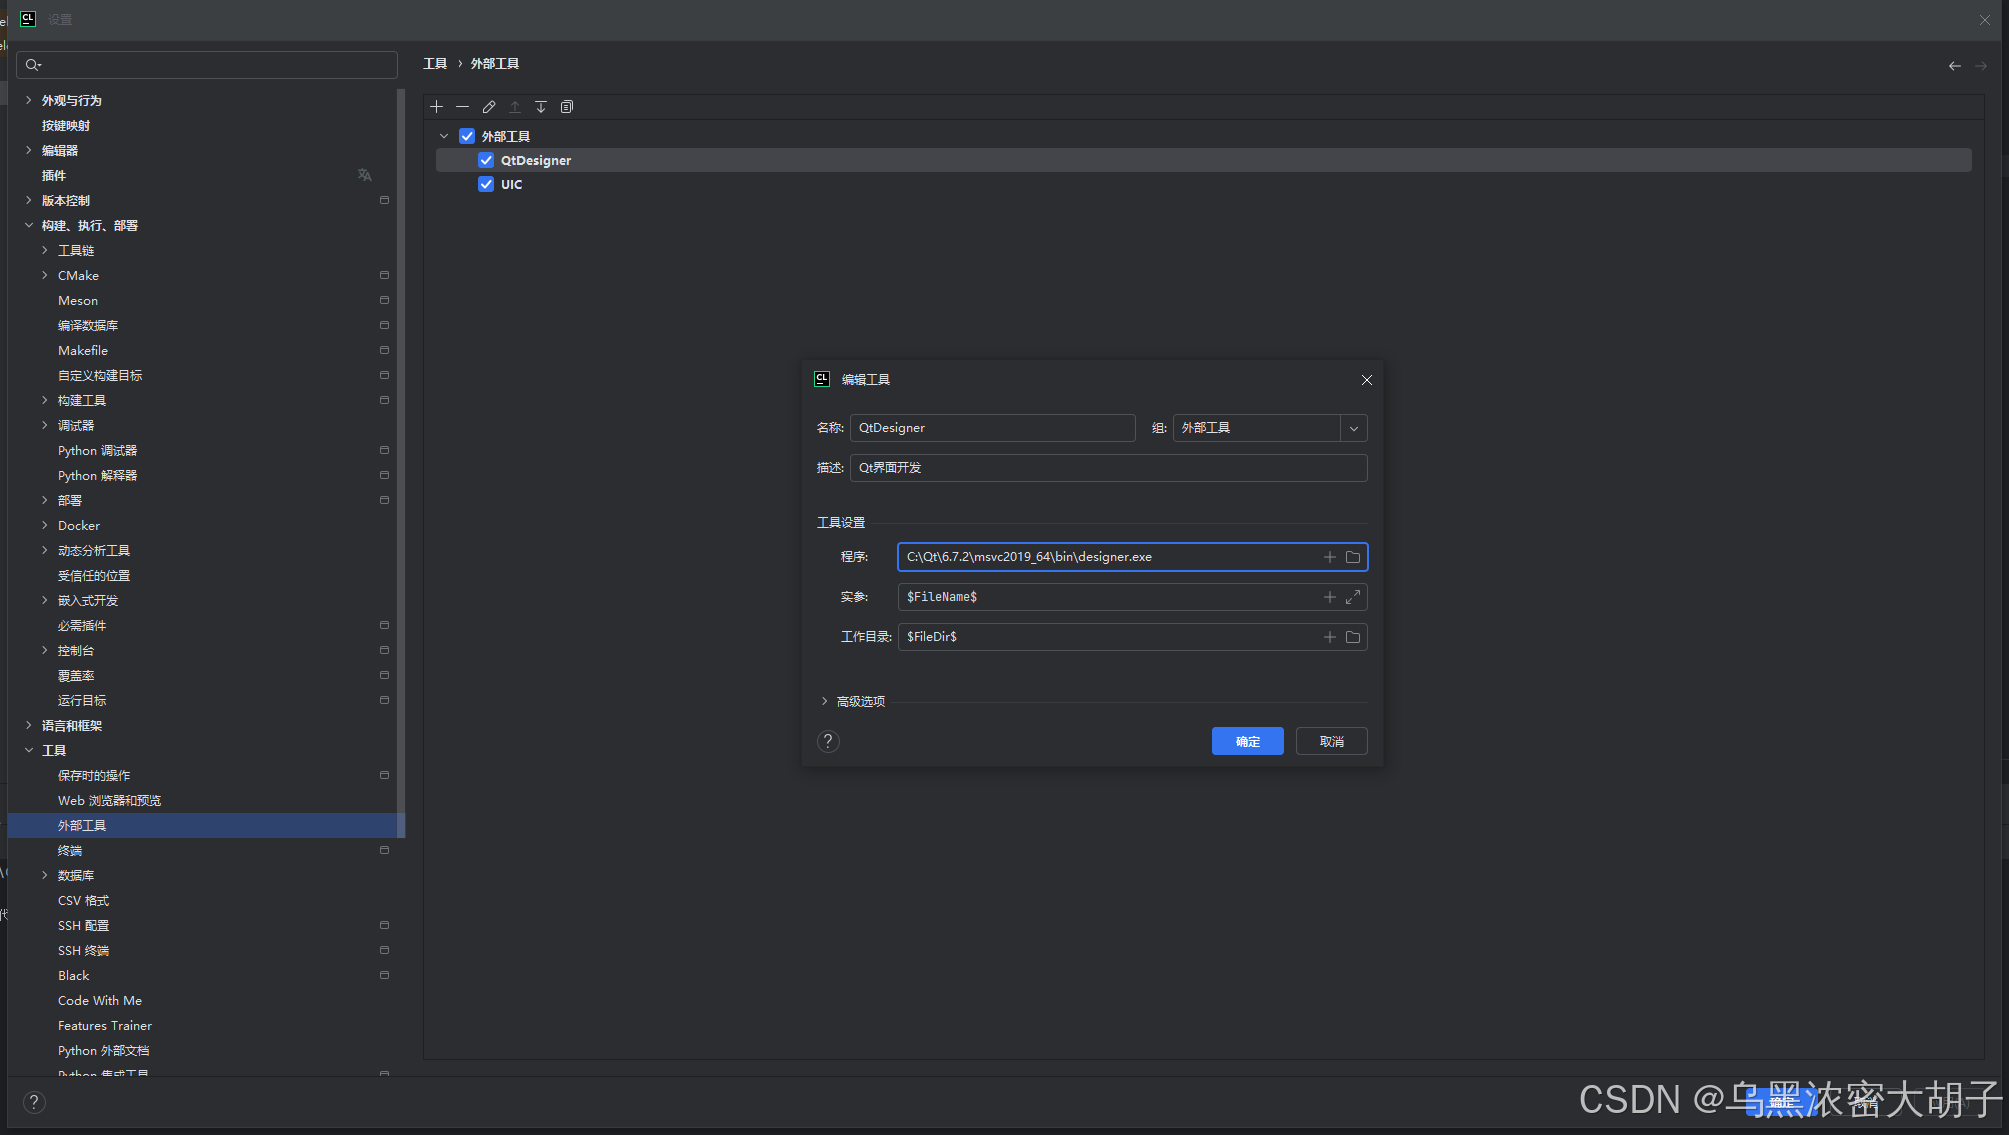 设置
工具 › 外部工具
外观与行为
按键映射
编辑器
插件
版本控制
构建、执行、部署
工具链
CMake
Meson
编译数据库
Makefile
自定义构建目标
构建工具
调试器
Python 调试器
Python 解释器
部署
Docker
动态分析工具
受信任的位置
嵌入式开发
必需插件
控制台
覆盖率
运行目标
语言和框架
工具
保存时的操作
Web 浏览器和预览
外部工具
终端
数据库
CSV 格式
SSH 配置
SSH 终端
Black
Code With Me
Features Trainer
Python 外部文档
Python 集成工具
外部工具
QtDesigner
UIC
CL
编辑工具
名称: QtDesigner 组: 外部工具
描述: Qt界面开发
工具设置
程序: C:\Qt\6.7.2\msvc2019_64\bin\designer.exe
实参: $FileName$
工作目录: $FileDir$
高级选项
? 确定 取消
?
确定 取消
CSDN @乌黑浓密大胡子